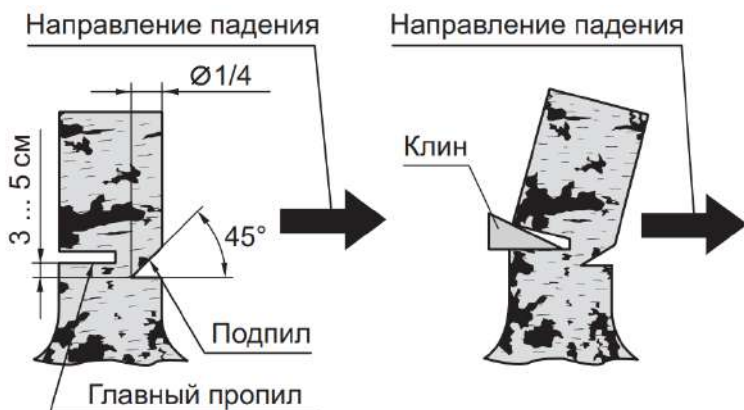 Направление падения
Ø1/4
3 ... 5 см
45°
Подпил
Главный пропил
Направление падения
Клин